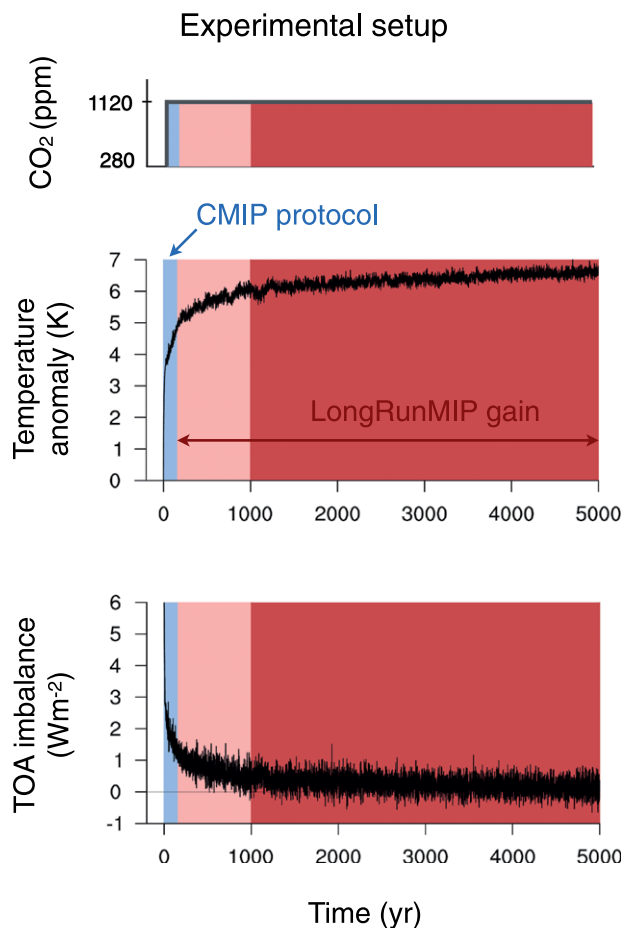 Experimental setup
CO₂ (ppm)
1120
280
CMIP protocol
Temperature
anomaly (K)
7
6
5
4
3
2
1
0
LongRunMIP gain
0 1000 2000 3000 4000 5000
TOA imbalance
(Wm⁻²)
6
5
4
3
2
1
0
-1
0 1000 2000 3000 4000 5000
Time (yr)